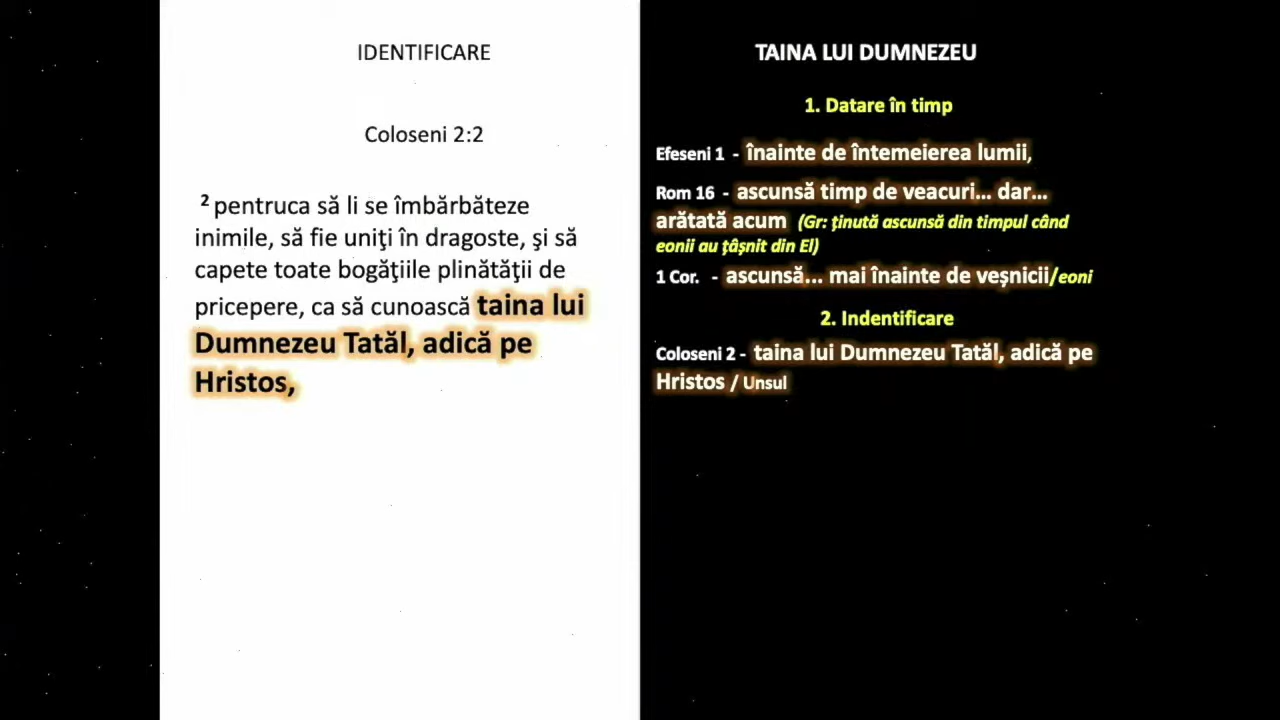 IDENTIFICARE
Coloseni 2:2
2 pentruca să li se îmbărbăteze
inimile, să fie uniţi în dragoste, şi să
capete toate bogăţiile plinătăţii de
pricepere, ca să cunoască taina lui
Dumnezeu Tatăl, adică pe
Hristos,
TAINA LUI DUMNEZEU
1. Datare în timp
Efeseni 1 - înainte de întemeierea lumii,
Rom 16 - ascunsă timp de veacuri... dar...
arătată acum (Gr: ţinută ascunsă din timpul când
eonii au ţâşnit din El)
1 Cor. - ascunsă... mai înainte de veșnicii/eoni
2. Indentificare
Coloseni 2 - taina lui Dumnezeu Tatăl, adică pe
Hristos / Unsul